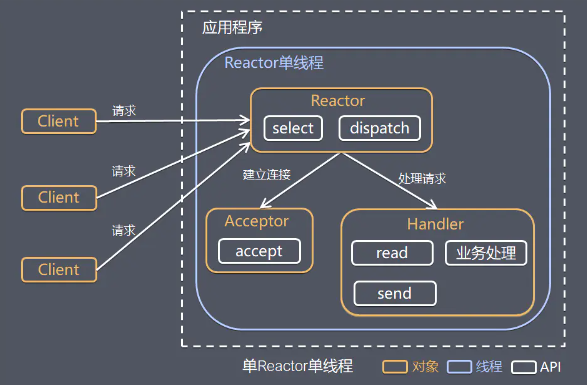 应用程序
Reactor单线程
Reactor
select
dispatch
请求
Client
请求
Client
请求
Client
建立连接
处理请求
Acceptor
accept
Handler
read
业务处理
send
单Reactor单线程
对象
线程
API